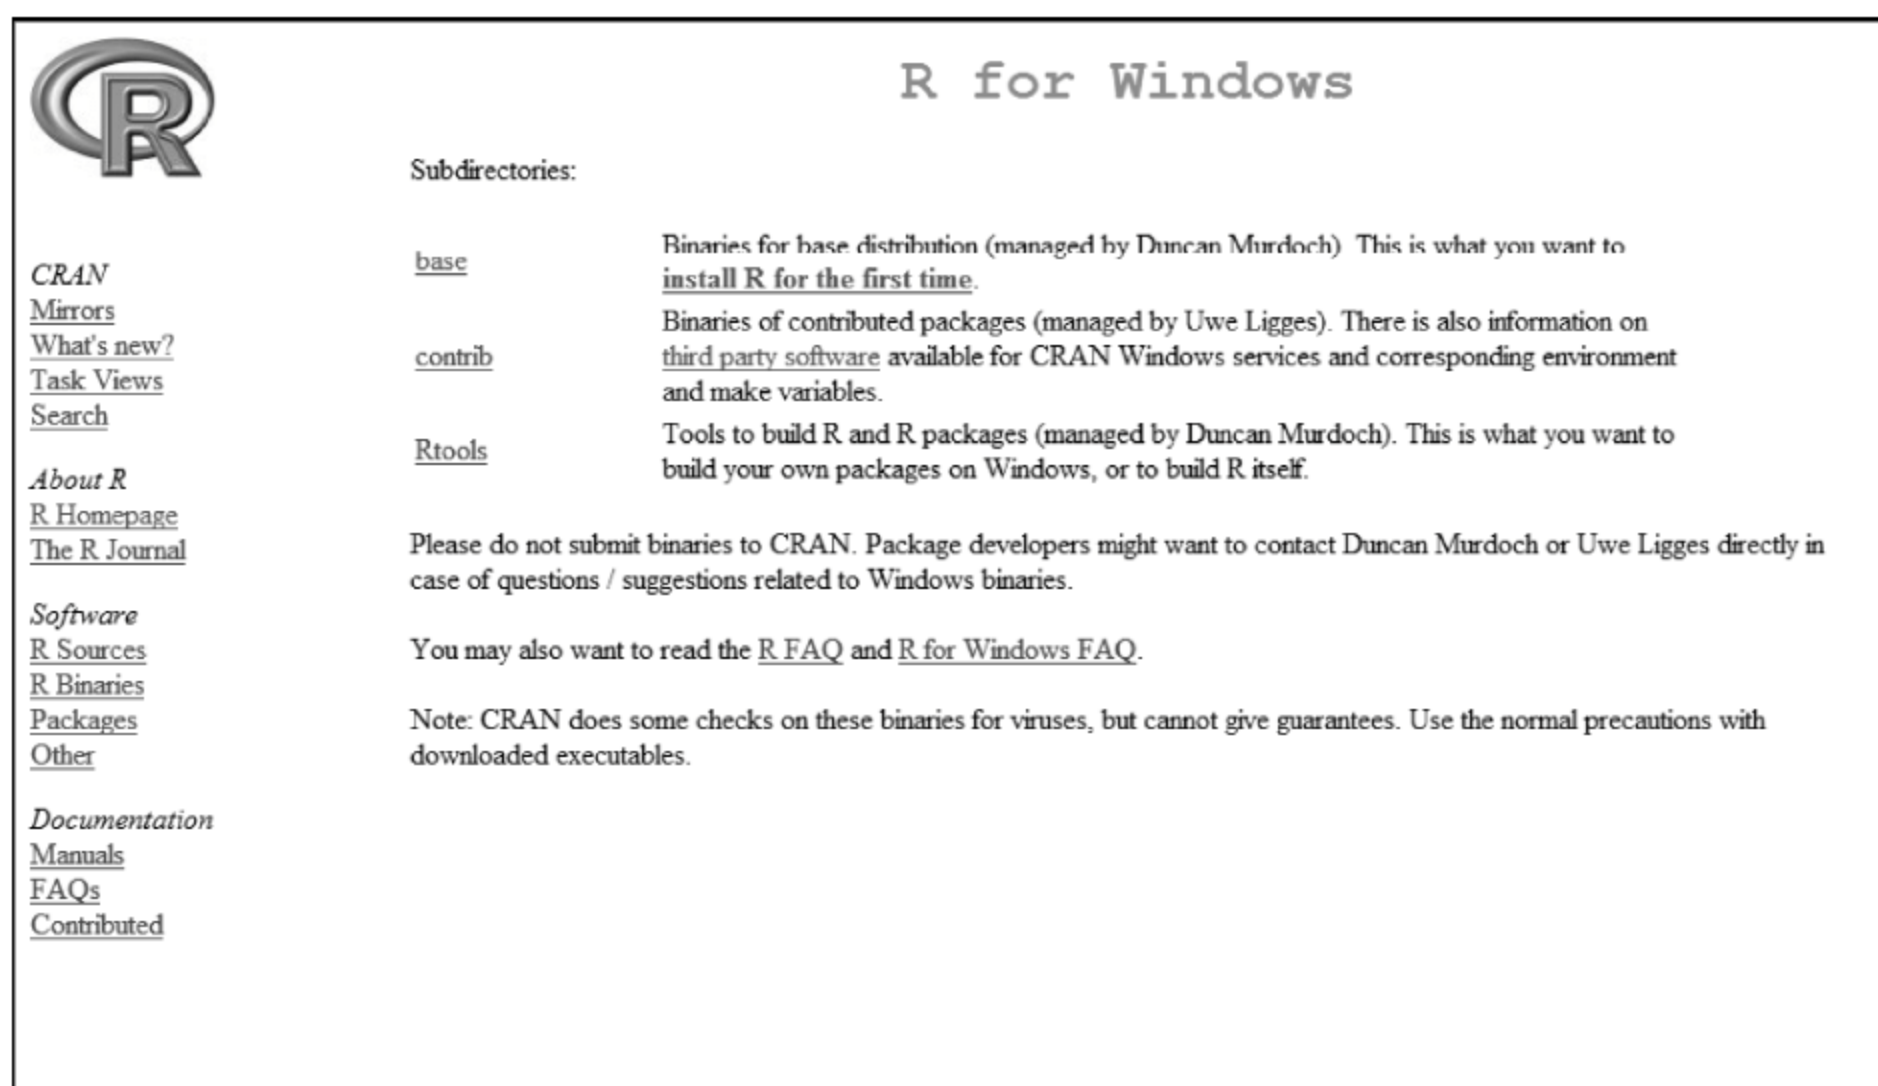 R
R for Windows
Subdirectories:
base
Binaries for base distribution (managed by Duncan Murdoch). This is what you want to
install R for the first time.
contrib
Binaries of contributed packages (managed by Uwe Ligges). There is also information on
third party software available for CRAN Windows services and corresponding environment
and make variables.
Rtools
Tools to build R and R packages (managed by Duncan Murdoch). This is what you want to
build your own packages on Windows, or to build R itself.
Please do not submit binaries to CRAN. Package developers might want to contact Duncan Murdoch or Uwe Ligges directly in
case of questions / suggestions related to Windows binaries.
You may also want to read the R FAQ and R for Windows FAQ.
Note: CRAN does some checks on these binaries for viruses, but cannot give guarantees. Use the normal precautions with
downloaded executables.
CRAN
Mirrors
What's new?
Task Views
Search
About R
R Homepage
The R Journal
Software
R Sources
R Binaries
Packages
Other
Documentation
Manuals
FAQs
Contributed